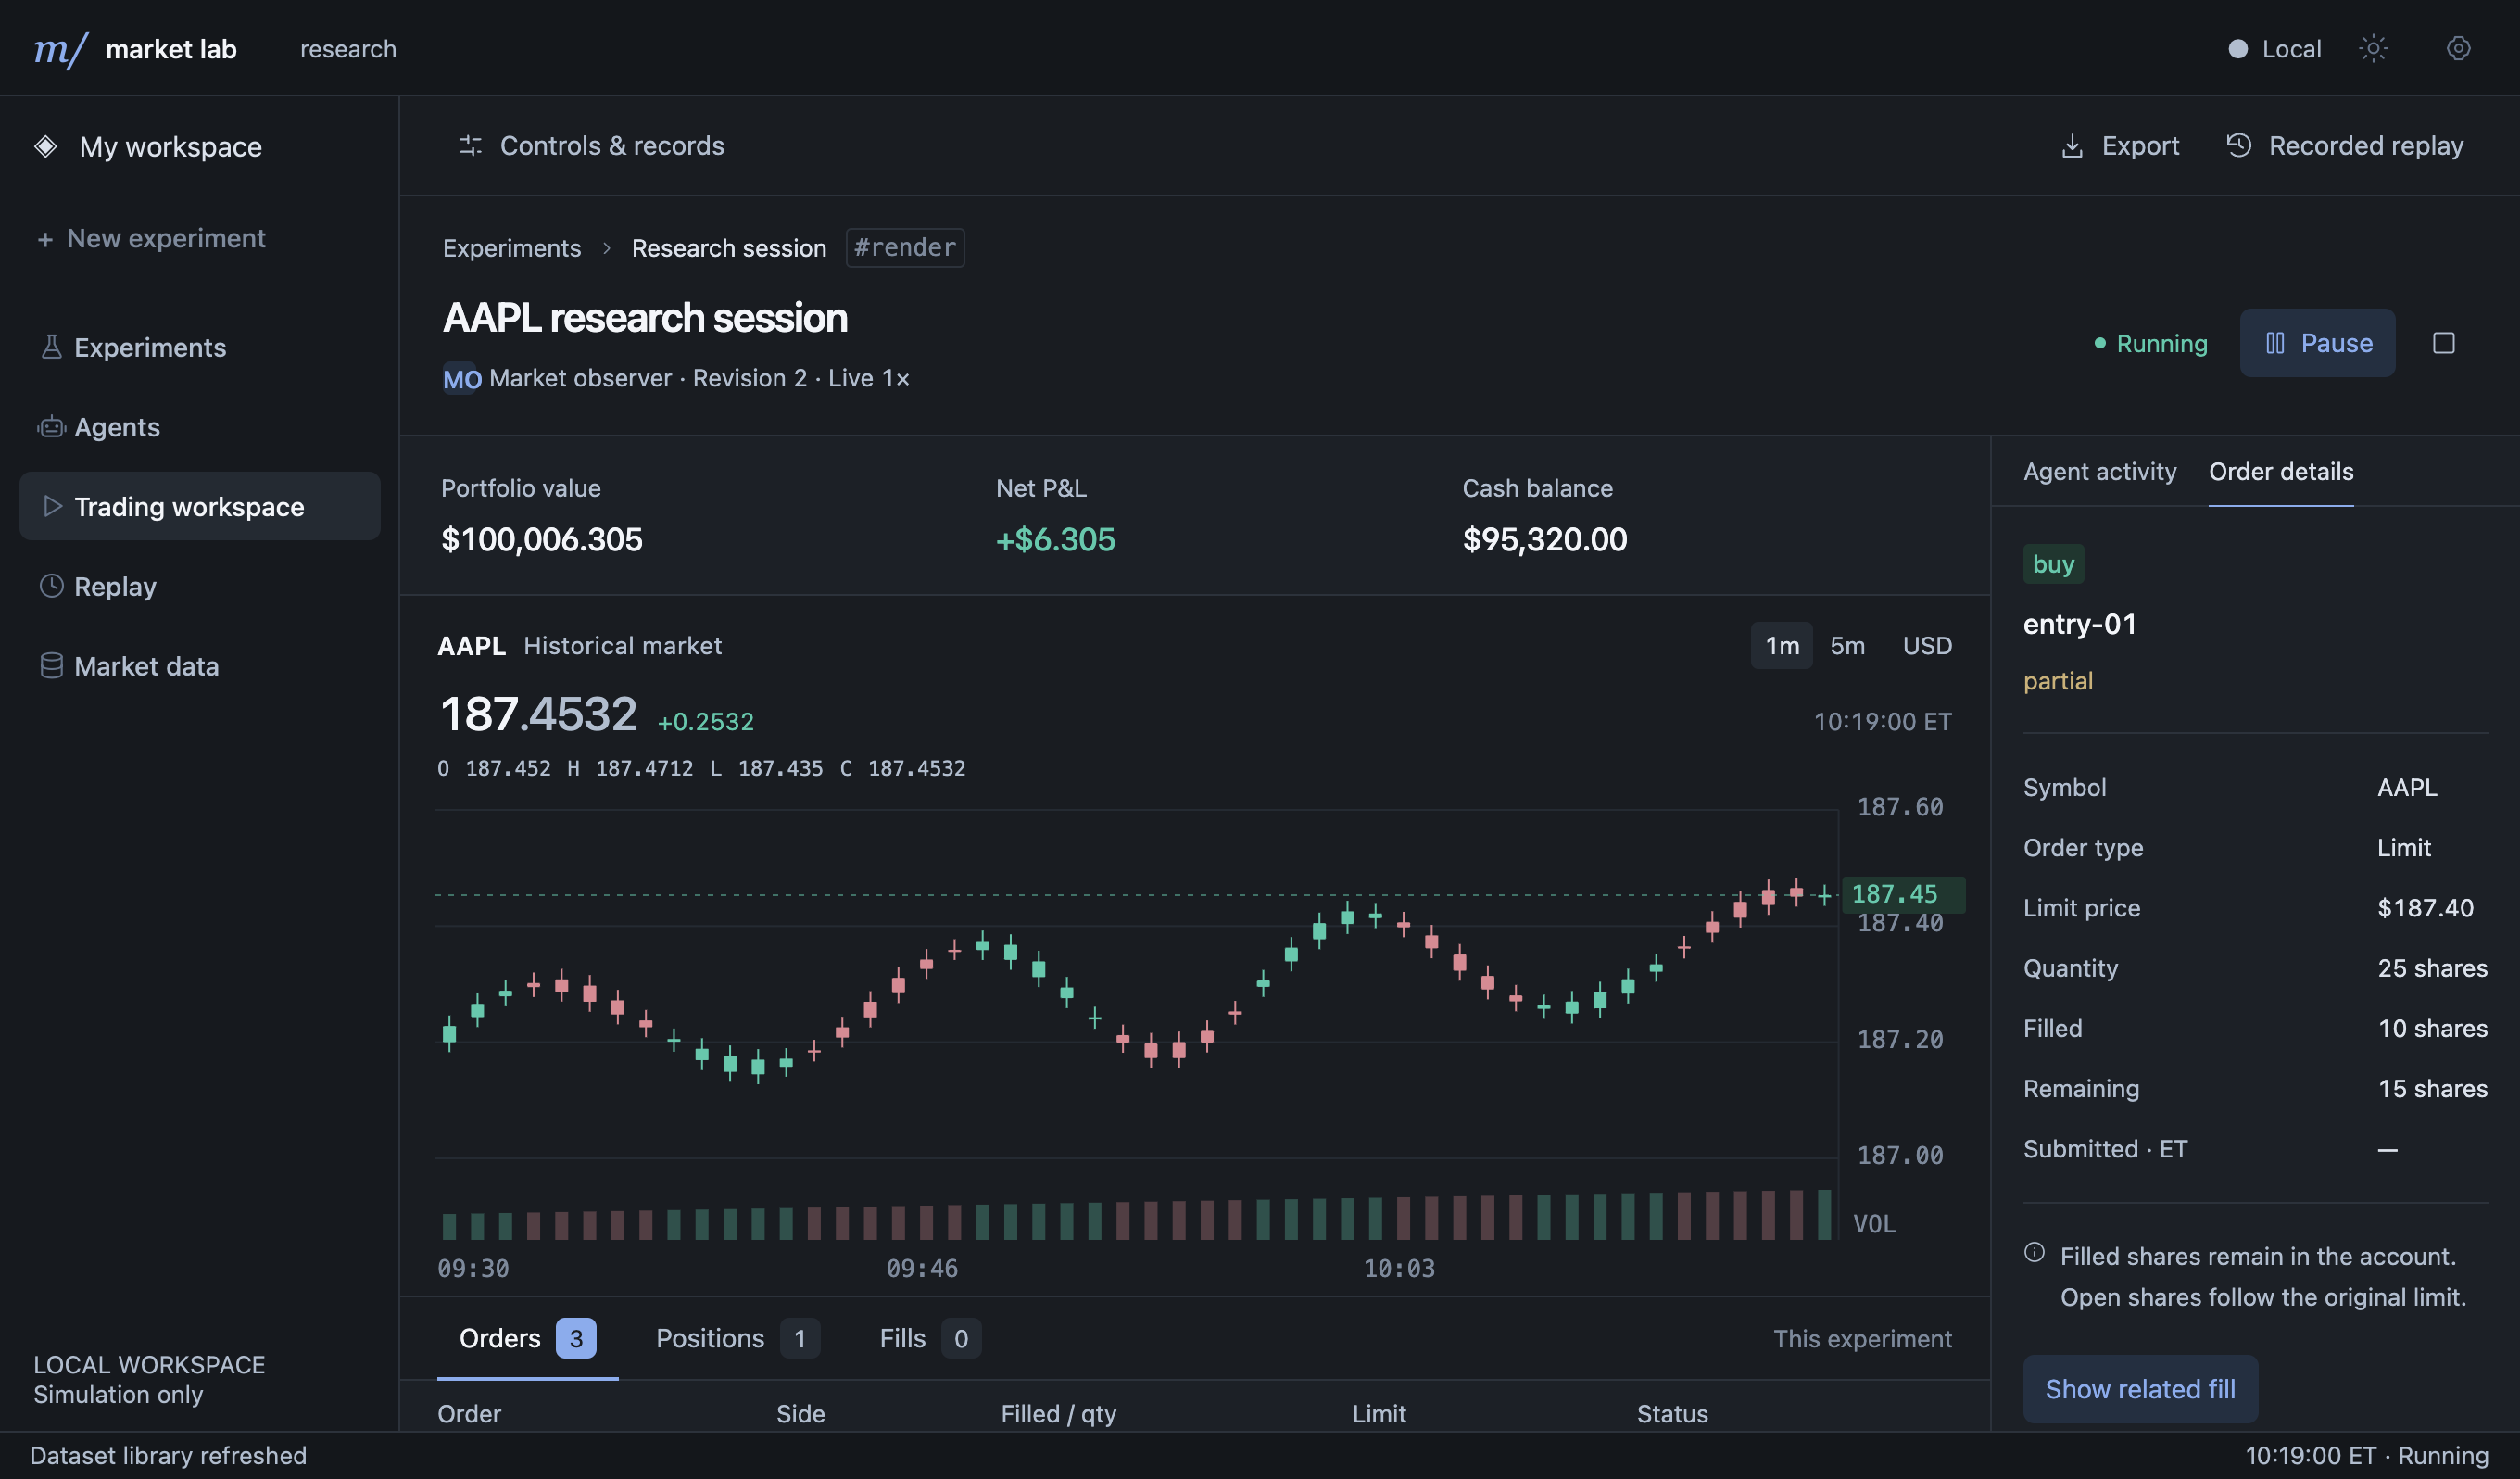 m/ market lab research Local
My workspace
+ New experiment
Experiments
Agents
Trading workspace
Replay
Market data
LOCAL WORKSPACE
Simulation only
Controls & records Export Recorded replay
Experiments › Research session #render
AAPL research session
MO Market observer · Revision 2 · Live 1×
Running Pause
Portfolio value Net P&L Cash balance
$100,006.305 +$6.305 $95,320.00
AAPL Historical market 1m 5m USD
187.4532 +0.2532 10:19:00 ET
O 187.452 H 187.4712 L 187.435 C 187.4532
187.60
187.45
187.40
187.20
187.00
VOL
09:30 09:46 10:03
Orders 3 Positions 1 Fills 0 This experiment
Order Side Filled / qty Limit Status
Agent activity Order details
buy
entry-01
partial
Symbol AAPL
Order type Limit
Limit price $187.40
Quantity 25 shares
Filled 10 shares
Remaining 15 shares
Submitted · ET —
Filled shares remain in the account.
Open shares follow the original limit.
Show related fill
Dataset library refreshed 10:19:00 ET · Running